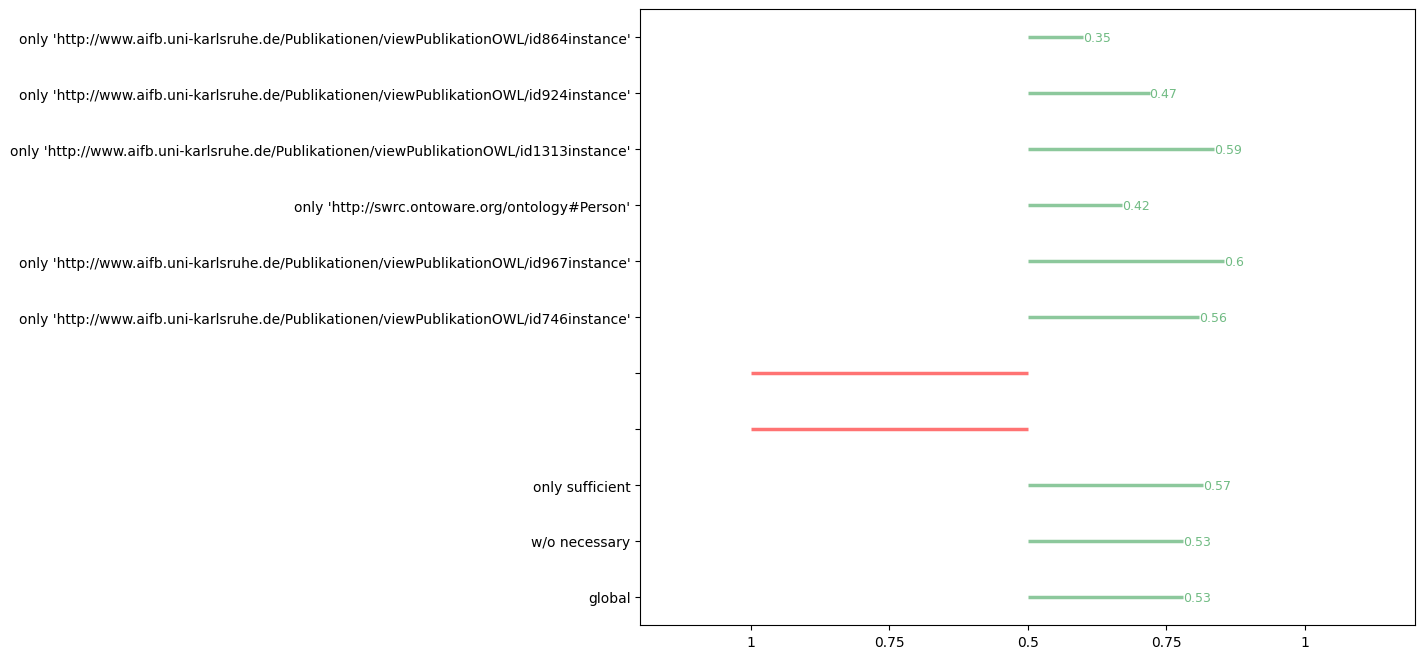 only 'http://www.aifb.uni-karlsruhe.de/Publikationen/viewPublikationOWL/id864instance' 0.35
only 'http://www.aifb.uni-karlsruhe.de/Publikationen/viewPublikationOWL/id924instance' 0.47
only 'http://www.aifb.uni-karlsruhe.de/Publikationen/viewPublikationOWL/id1313instance' 0.59
only 'http://swrc.ontoware.org/ontology#Person' 0.42
only 'http://www.aifb.uni-karlsruhe.de/Publikationen/viewPublikationOWL/id967instance' 0.6
only 'http://www.aifb.uni-karlsruhe.de/Publikationen/viewPublikationOWL/id746instance' 0.56
only sufficient 0.57
w/o necessary 0.53
global 0.53
1 0.75 0.5 0.75 1